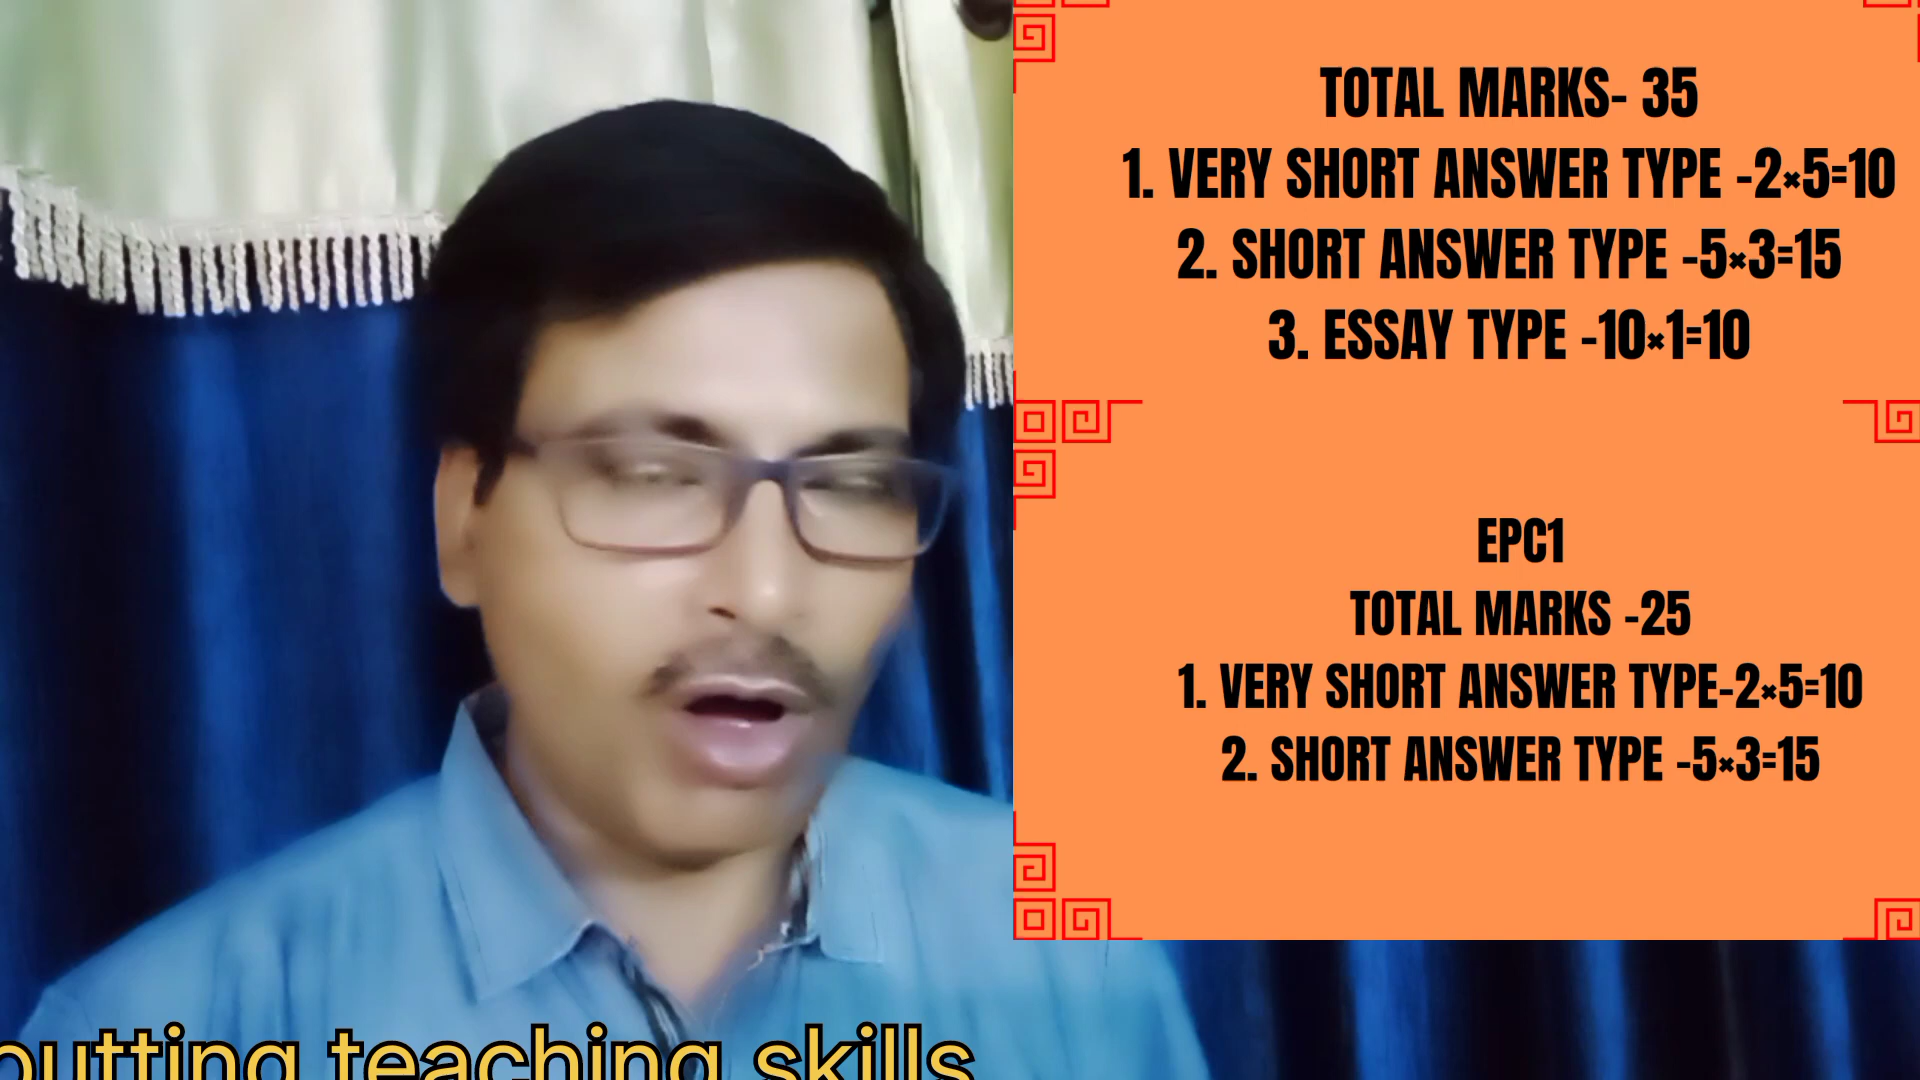 TOTAL MARKS- 35
1. VERY SHORT ANSWER TYPE -2×5=10
2. SHORT ANSWER TYPE -5×3=15
3. ESSAY TYPE -10×1=10
EPC1
TOTAL MARKS -25
1. VERY SHORT ANSWER TYPE-2×5=10
2. SHORT ANSWER TYPE -5×3=15
teaching skills